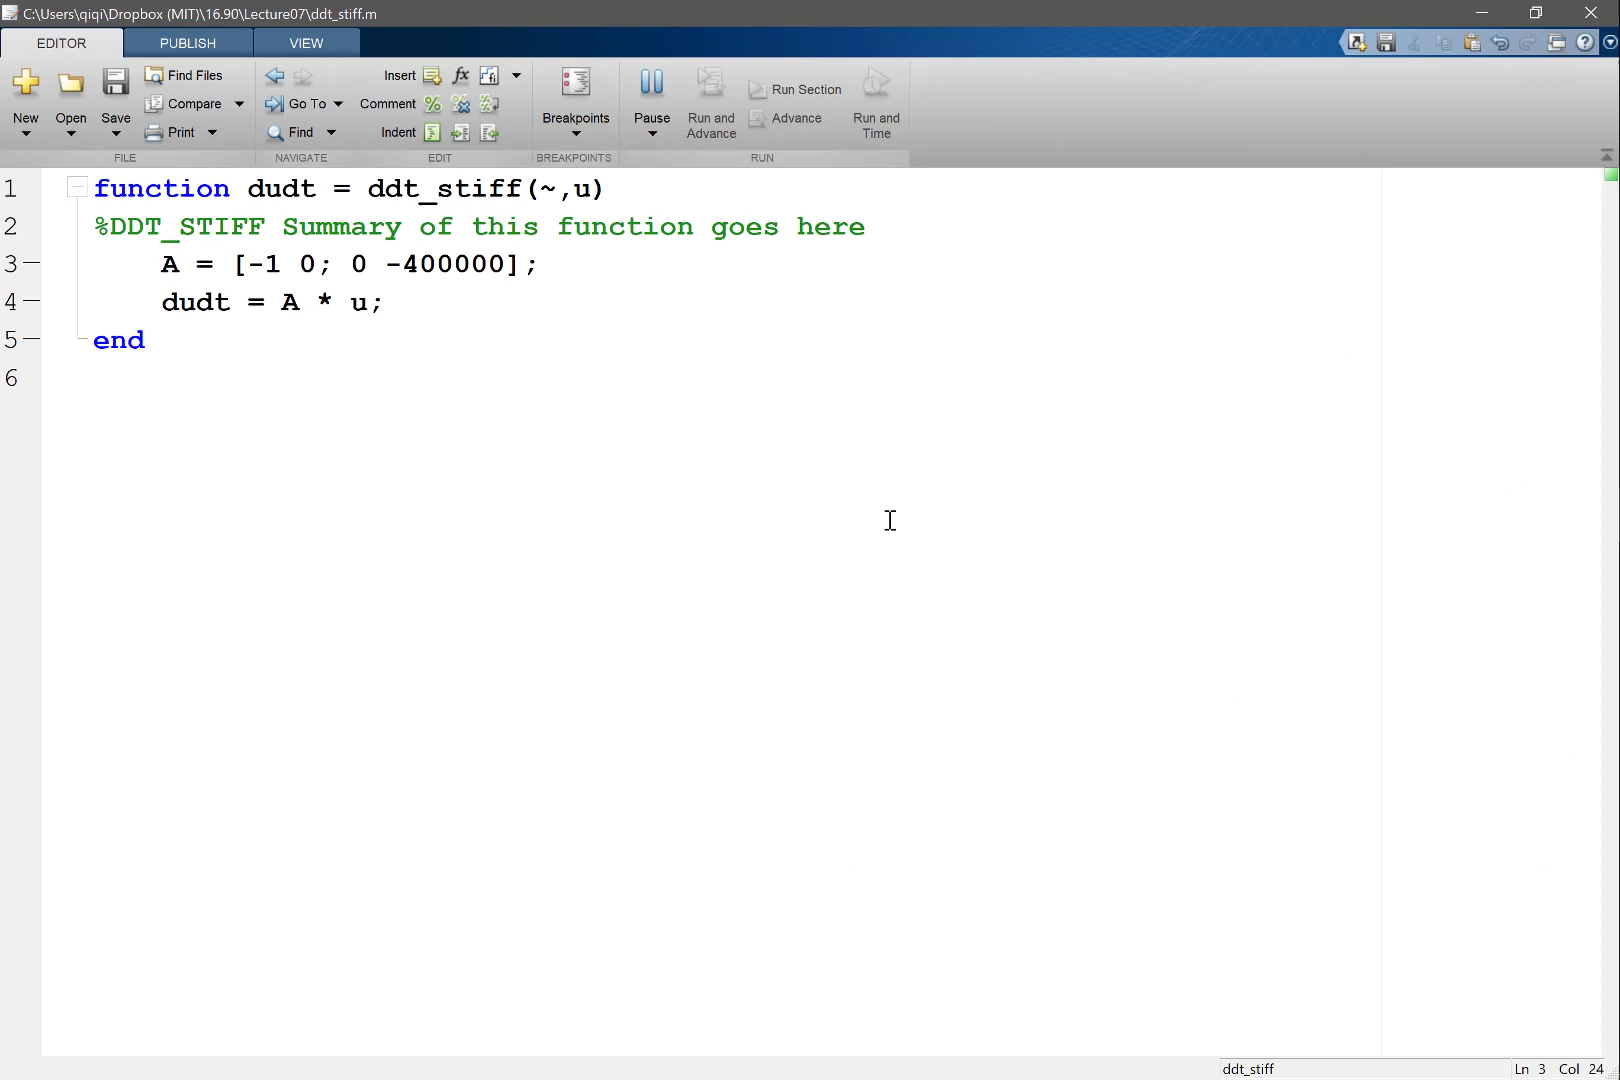 C:\Users\qiqi\Dropbox (MIT)\16.90\Lecture07\ddt_stiff.m
EDITOR PUBLISH VIEW
New
Open
Save
Find Files
Compare
Print
FILE
Go To
Find
NAVIGATE
Insert fx
Comment
Indent
EDIT
Breakpoints
BREAKPOINTS
Pause
Run and
Advance
Run Section
Advance
Run and
Time
RUN
1 function dudt = ddt_stiff(~,u)
2 %DDT_STIFF Summary of this function goes here
3 A = [-1 0; 0 -400000];
4 dudt = A * u;
5 end
6
ddt_stiff Ln 3 Col 24